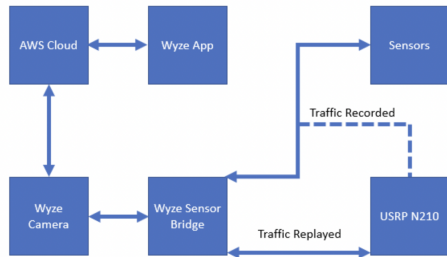 AWS Cloud
Wyze App
Sensors
Traffic Recorded
Wyze
Camera
Wyze Sensor
Bridge
USRP N210
Traffic Replayed